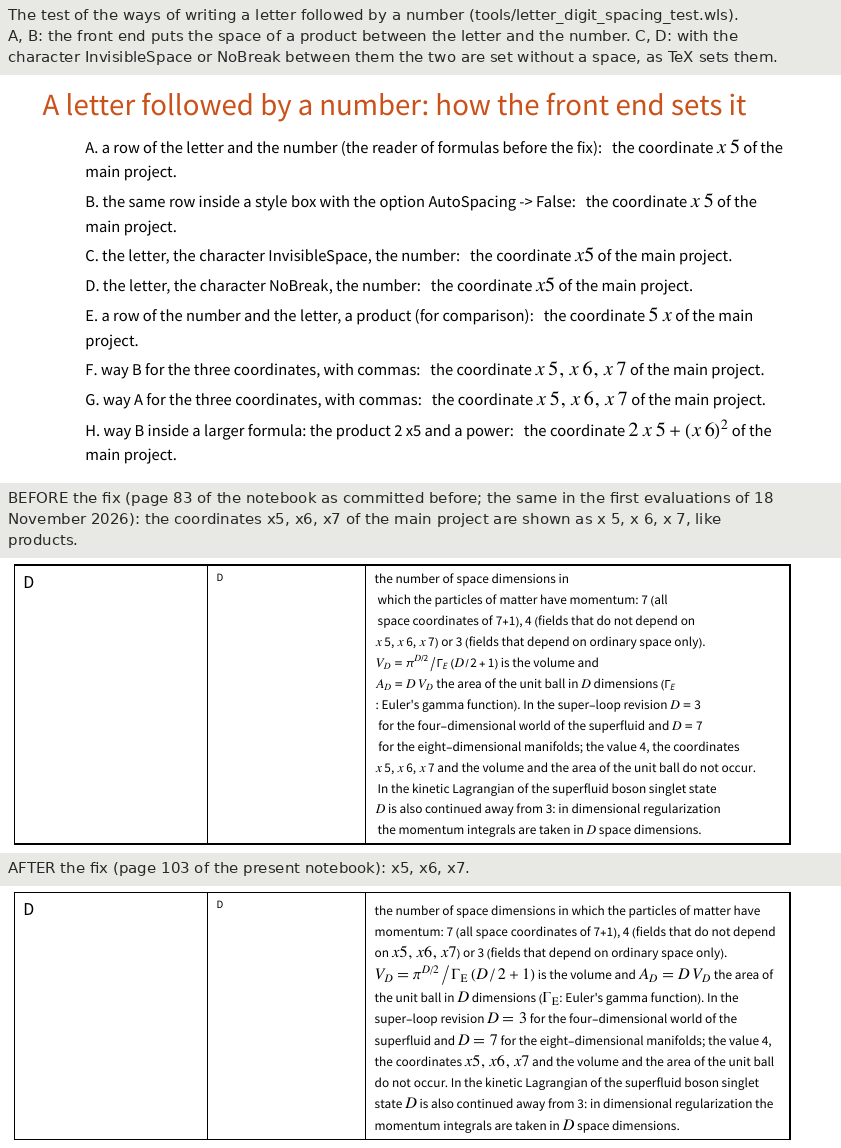 The test of the ways of writing a letter followed by a number (tools/letter_digit_spacing_test.wls).
A, B: the front end puts the space of a product between the letter and the number. C, D: with the
character InvisibleSpace or NoBreak between them the two are set without a space, as TeX sets them.
A letter followed by a number: how the front end sets it
A. a row of the letter and the number (the reader of formulas before the fix): the coordinate x 5 of the
main project.
B. the same row inside a style box with the option AutoSpacing -> False: the coordinate x 5 of the
main project.
C. the letter, the character InvisibleSpace, the number: the coordinate x5 of the main project.
D. the letter, the character NoBreak, the number: the coordinate x5 of the main project.
E. a row of the number and the letter, a product (for comparison): the coordinate 5 x of the main
project.
F. way B for the three coordinates, with commas: the coordinate x 5, x 6, x 7 of the main project.
G. way A for the three coordinates, with commas: the coordinate x 5, x 6, x 7 of the main project.
H. way B inside a larger formula: the product 2 x5 and a power: the coordinate 2 x 5 + (x 6)² of the
main project.
BEFORE the fix (page 83 of the notebook as committed before; the same in the first evaluations of 18
November 2026): the coordinates x5, x6, x7 of the main project are shown as x 5, x 6, x 7, like
products.
D D the number of space dimensions in
which the particles of matter have momentum: 7 (all
space coordinates of 7+1), 4 (fields that do not depend on
x 5, x 6, x 7) or 3 (fields that depend on ordinary space only).
V_D = π^{D/2}/Γ_E (D/2 + 1) is the volume and
A_D = D V_D the area of the unit ball in D dimensions (Γ_E
: Euler's gamma function). In the super–loop revision D = 3
for the four–dimensional world of the superfluid and D = 7
for the eight–dimensional manifolds; the value 4, the coordinates
x 5, x 6, x 7 and the volume and the area of the unit ball do not occur.
In the kinetic Lagrangian of the superfluid boson singlet state
D is also continued away from 3: in dimensional regularization
the momentum integrals are taken in D space dimensions.
AFTER the fix (page 103 of the present notebook): x5, x6, x7.
D D the number of space dimensions in which the particles of matter have
momentum: 7 (all space coordinates of 7+1), 4 (fields that do not depend
on x5, x6, x7) or 3 (fields that depend on ordinary space only).
V_D = π^{D/2}/Γ_E (D/2 + 1) is the volume and A_D = D V_D the area of
the unit ball in D dimensions (Γ_E: Euler's gamma function). In the
super–loop revision D = 3 for the four–dimensional world of the
superfluid and D = 7 for the eight–dimensional manifolds; the value 4,
the coordinates x5, x6, x7 and the volume and the area of the unit ball
do not occur. In the kinetic Lagrangian of the superfluid boson singlet
state D is also continued away from 3: in dimensional regularization the
momentum integrals are taken in D space dimensions.